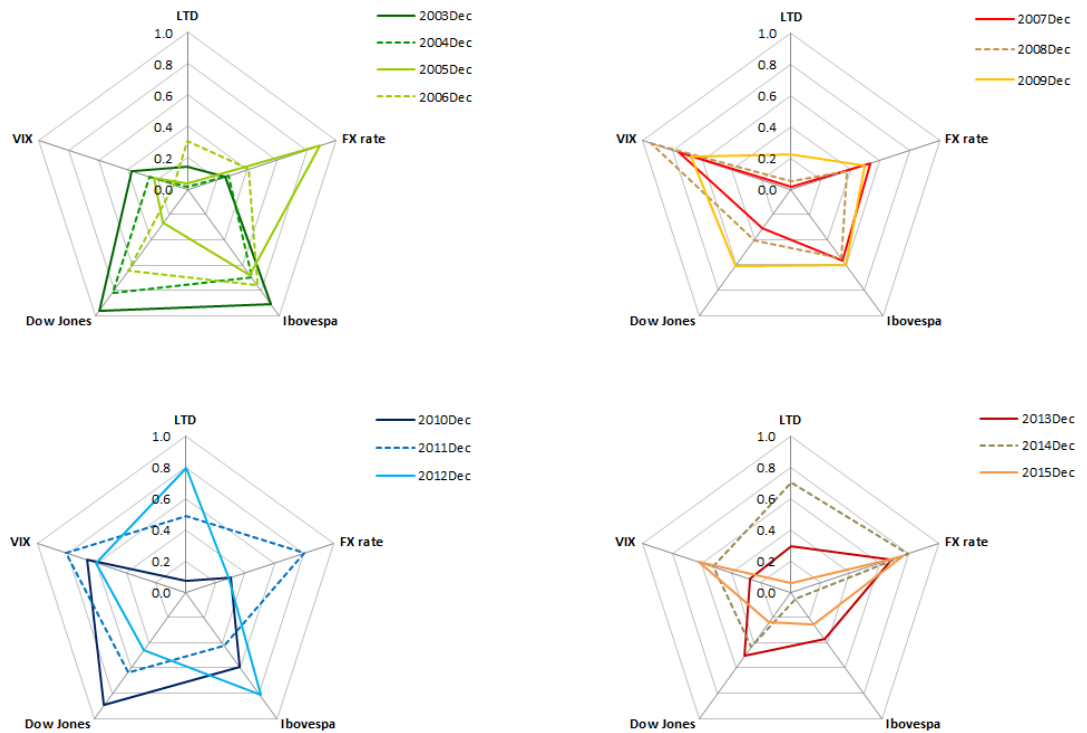 LTD
1.0
0.8
0.6
0.4
0.2
0.0
VIX
FX rate
Dow Jones
Ibovespa
2003Dec
2004Dec
2005Dec
2006Dec
LTD
1.0
0.8
0.6
0.4
0.2
0.0
VIX
FX rate
Dow Jones
Ibovespa
2007Dec
2008Dec
2009Dec
LTD
1.0
0.8
0.6
0.4
0.2
0.0
VIX
FX rate
Dow Jones
Ibovespa
2010Dec
2011Dec
2012Dec
LTD
1.0
0.8
0.6
0.4
0.2
0.0
VIX
FX rate
Dow Jones
Ibovespa
2013Dec
2014Dec
2015Dec